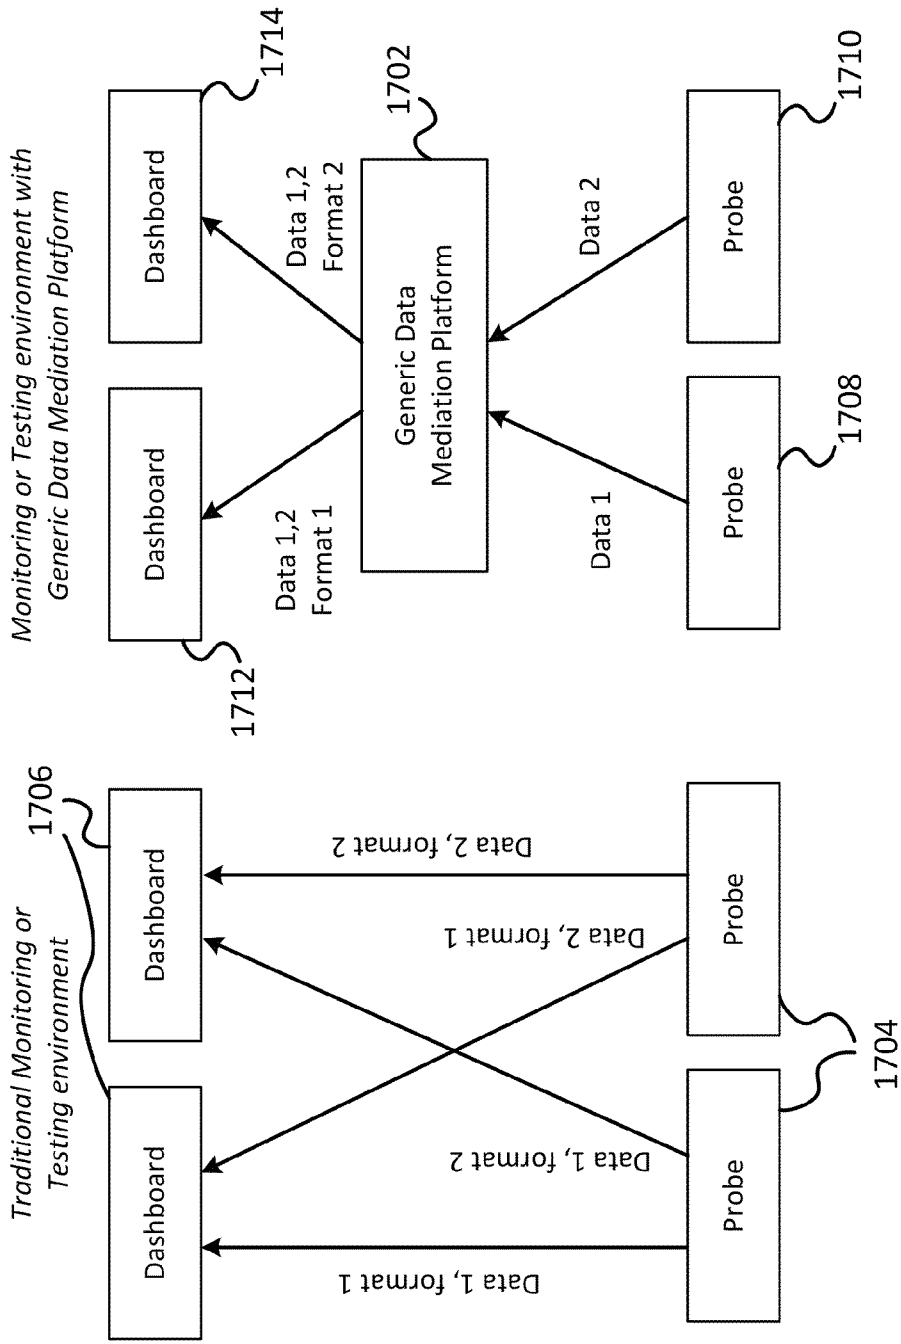 Traditional Monitoring or
Testing environment
1706
Dashboard
Dashboard
Data 1, format 1
Data 1, format 2
Data 2, format 1
Data 2, format 2
Probe
Probe
1704
Monitoring or Testing environment with
Generic Data Mediation Platform
Dashboard
Dashboard
1712
1714
Data 1,2
Format 1
Data 1,2
Format 2
1702
Generic Data
Mediation Platform
Data 1
Data 2
Probe
Probe
1708
1710